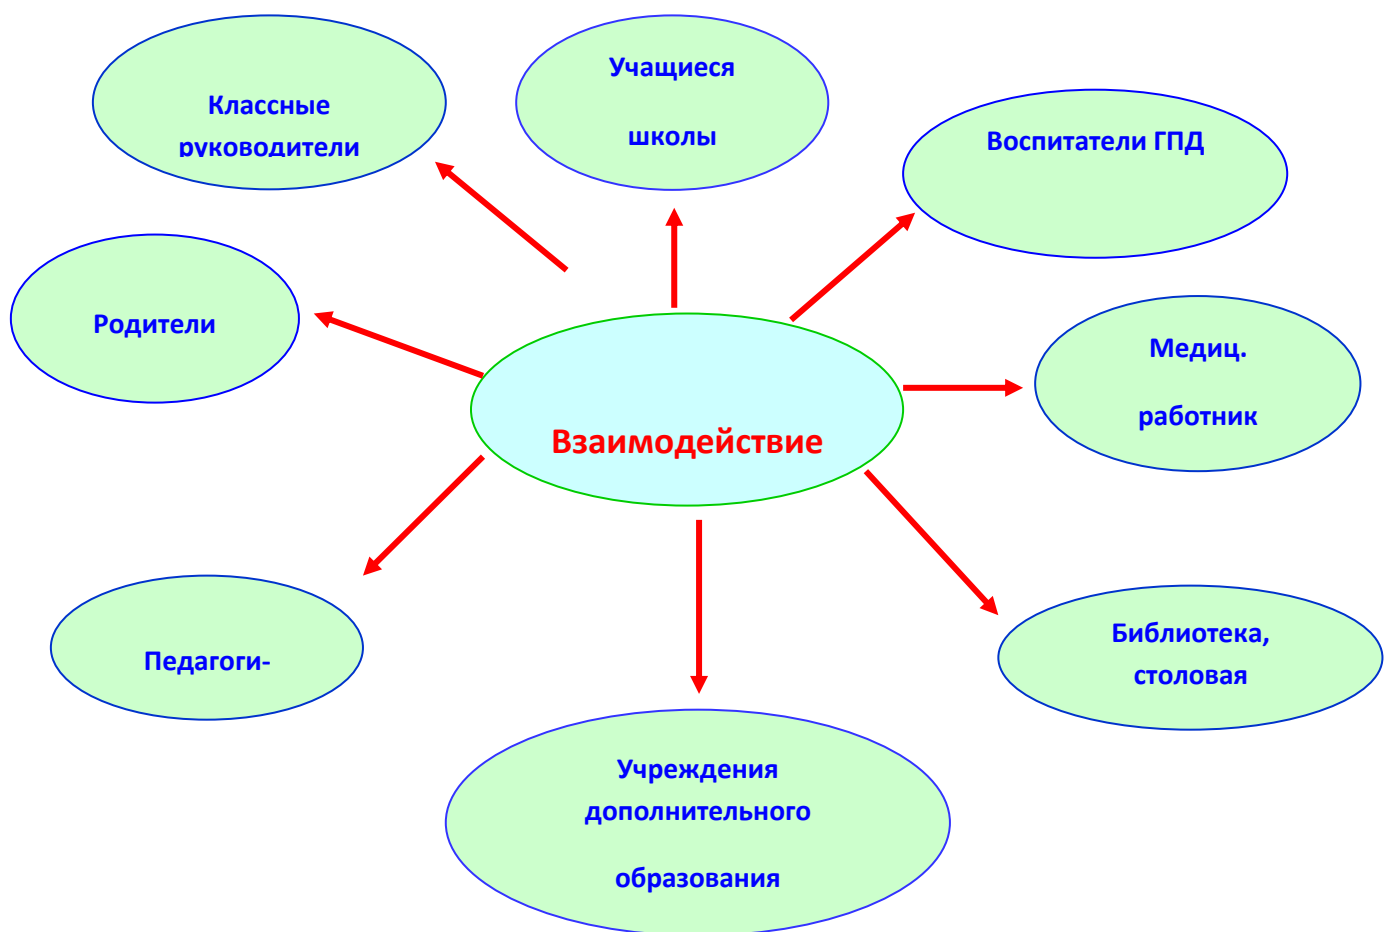 Учащиеся
школы
Классные
руководители
Воспитатели ГПД
Родители
Медиц.
работник
Взаимодействие
Педагоги-
Библиотека,
столовая
Учреждения
дополнительного
образования